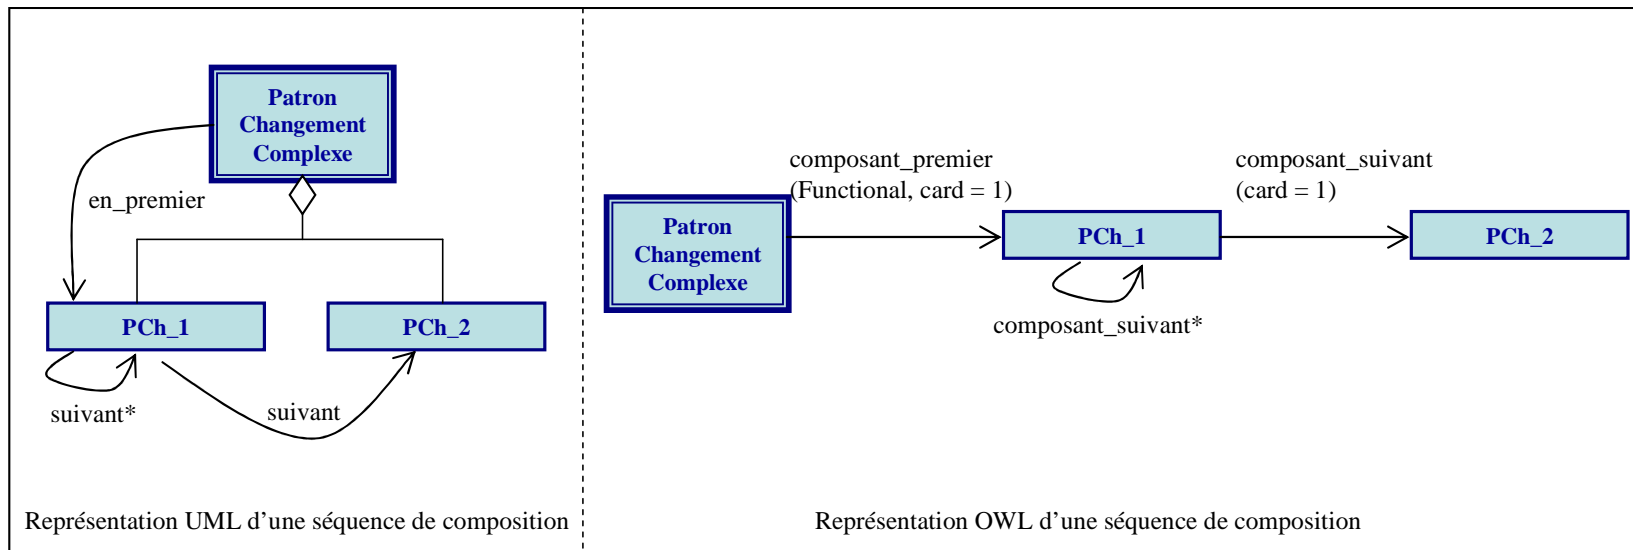 Patron
Changement
Complexe
en_premier
PCh_1
PCh_2
suivant*
suivant
Représentation UML d’une séquence de composition
composant_premier
(Functional, card = 1)
composant_suivant
(card = 1)
Patron
Changement
Complexe
PCh_1
PCh_2
composant_suivant*
Représentation OWL d’une séquence de composition